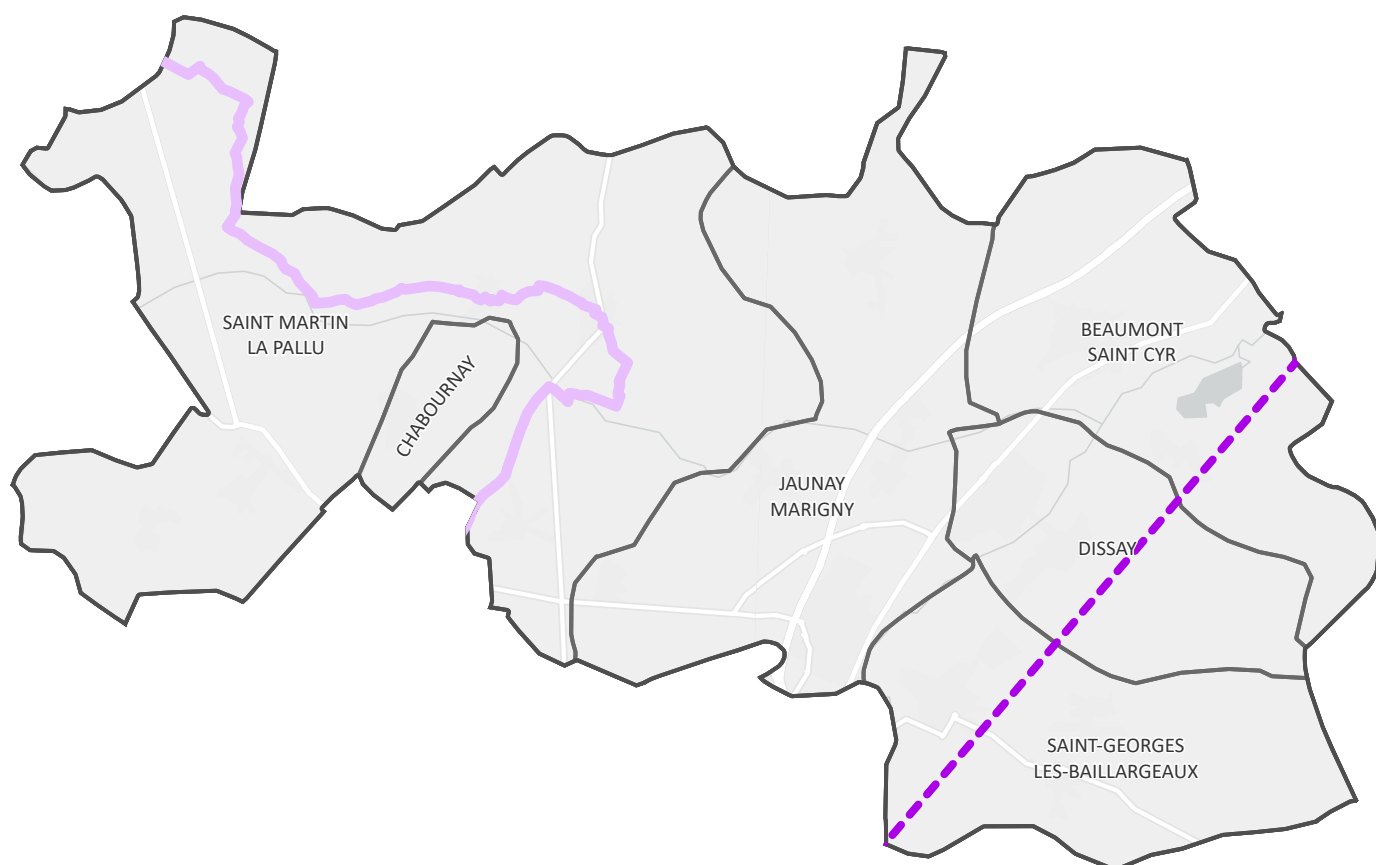 SAINT MARTIN
LA PALLU
CHABOURNAY
BEAUMONT
SAINT CYR
JAUNAY
MARIGNY
DISSAY
SAINT-GEORGES
LES-BAILLARGEAUX